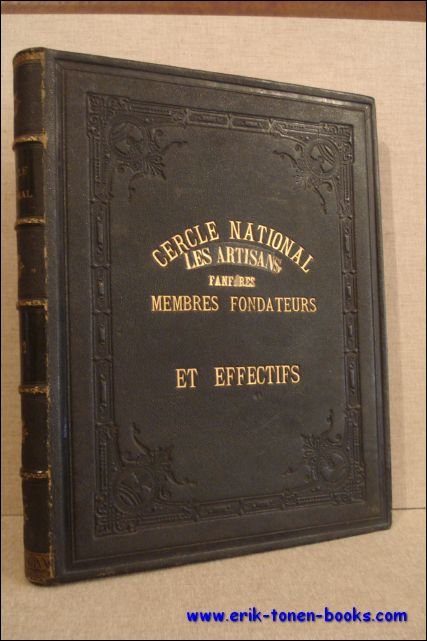 CERCLE NATIONAL
LES ARTISANS
FANFARES
MEMBRES FONDATEURS
ET EFFECTIFS
www.erik-tonen-books.com